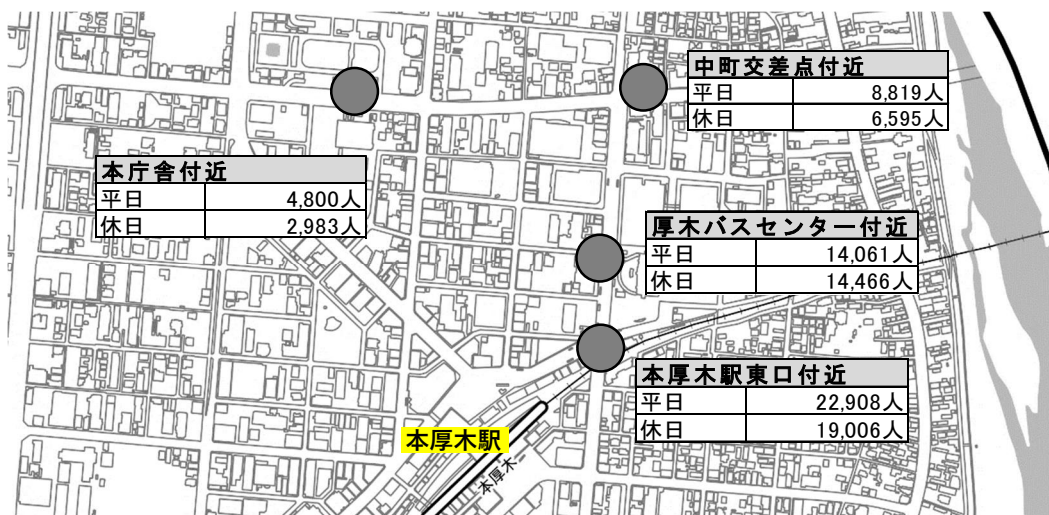 中町交差点付近
平日 8,819人
休日 6,595人
本庁舎付近
平日 4,800人
休日 2,983人
厚木バスセンター付近
平日 14,061人
休日 14,466人
本厚木駅東口付近
平日 22,908人
休日 19,006人
本厚木駅
本厚木